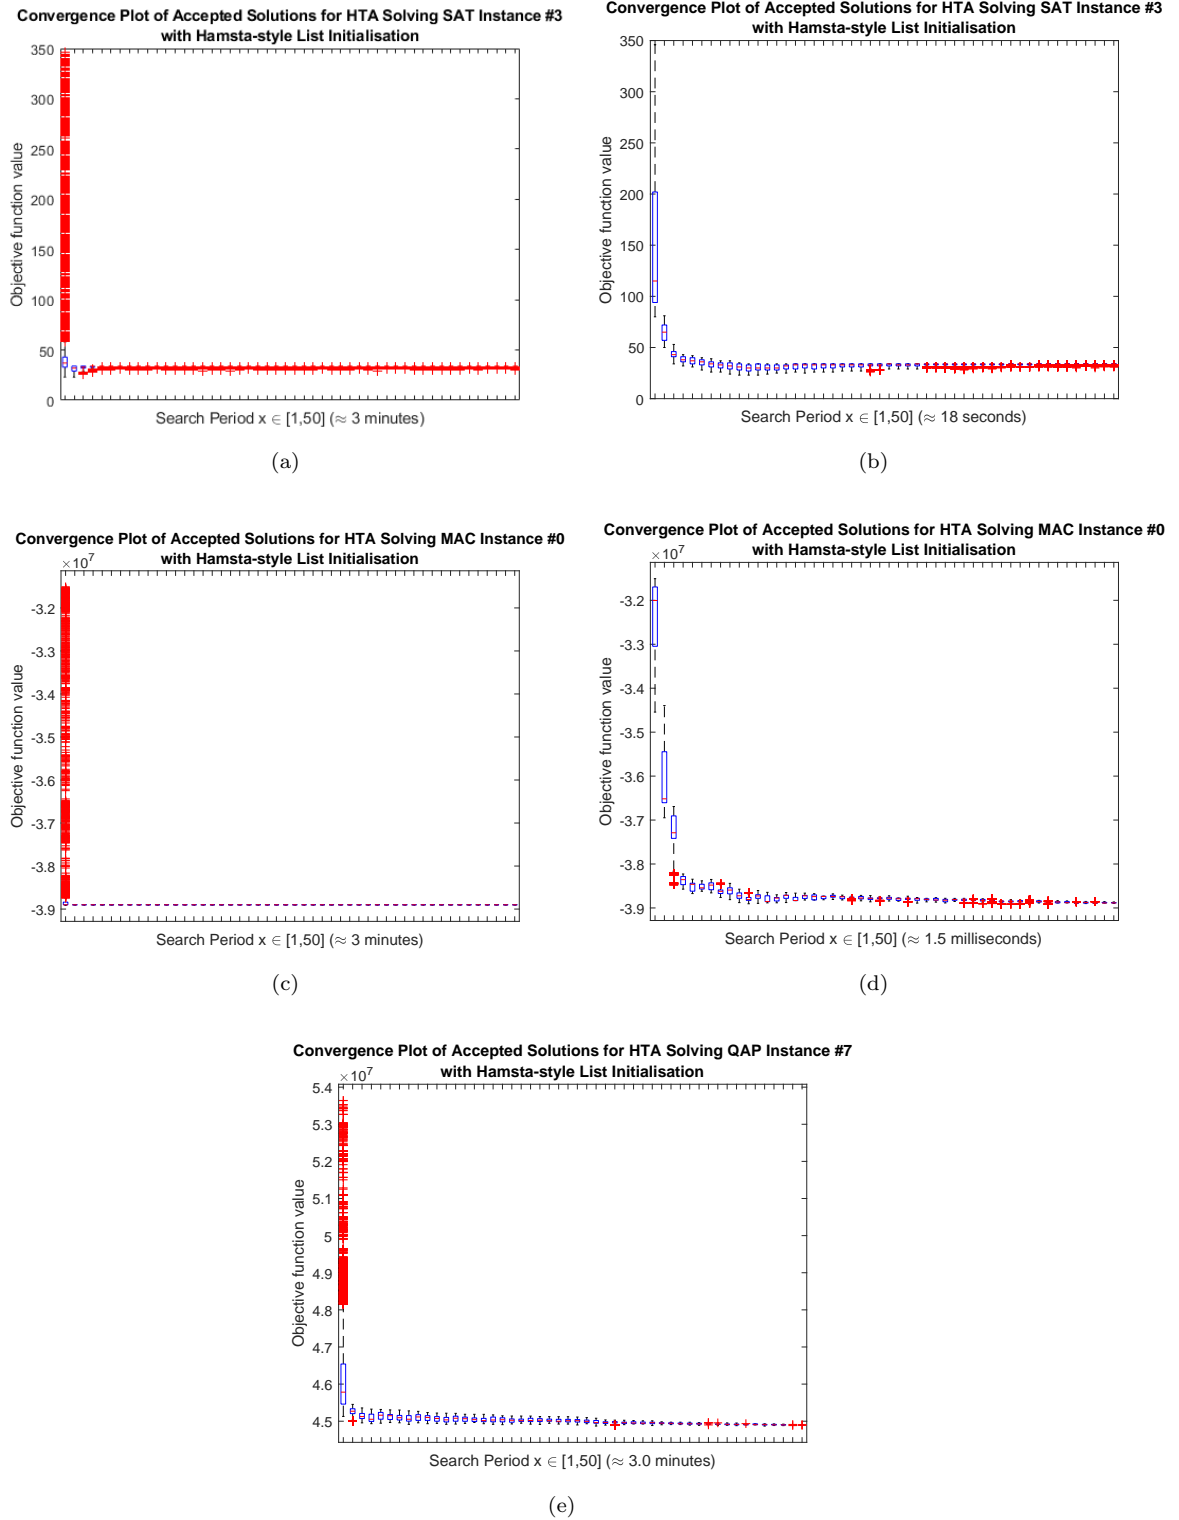 Convergence Plot of Accepted Solutions for HTA Solving SAT Instance #3
with Hamsta-style List Initialisation
350
300
250
200
150
100
50
0
Objective function value
Search Period x ∈ [1,50] (≈ 3 minutes)
(a)
Convergence Plot of Accepted Solutions for HTA Solving SAT Instance #3
with Hamsta-style List Initialisation
350
300
250
200
150
100
50
0
Objective function value
Search Period x ∈ [1,50] (≈ 18 seconds)
(b)
Convergence Plot of Accepted Solutions for HTA Solving MAC Instance #0
with Hamsta-style List Initialisation
×10⁷
-3.2
-3.3
-3.4
-3.5
-3.6
-3.7
-3.8
-3.9
Objective function value
Search Period x ∈ [1,50] (≈ 3 minutes)
(c)
Convergence Plot of Accepted Solutions for HTA Solving MAC Instance #0
with Hamsta-style List Initialisation
×10⁷
-3.2
-3.3
-3.4
-3.5
-3.6
-3.7
-3.8
-3.9
Objective function value
Search Period x ∈ [1,50] (≈ 1.5 milliseconds)
(d)
Convergence Plot of Accepted Solutions for HTA Solving QAP Instance #7
with Hamsta-style List Initialisation
×10⁷
5.4
5.3
5.2
5.1
5
4.9
4.8
4.7
4.6
4.5
Objective function value
Search Period x ∈ [1,50] (≈ 3.0 minutes)
(e)